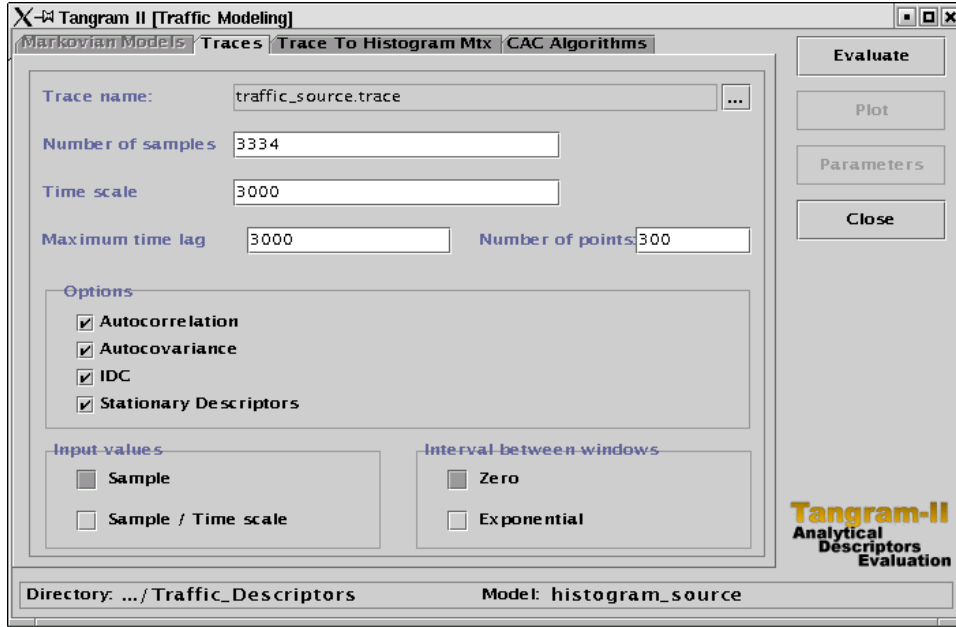 Tangram II [Traffic Modeling]
Markovian Models Traces Trace To Histogram Mtx CAC Algorithms
Evaluate
Plot
Parameters
Close
Trace name: traffic_source.trace ...
Number of samples 3334
Time scale 3000
Maximum time lag 3000 Number of points: 300
Options
Autocorrelation
Autocovariance
IDC
Stationary Descriptors
Input values
Sample
Sample / Time scale
Interval between windows
Zero
Exponential
Tangram-II
Analytical
Descriptors
Evaluation
Directory: .../Traffic_Descriptors Model: histogram_source